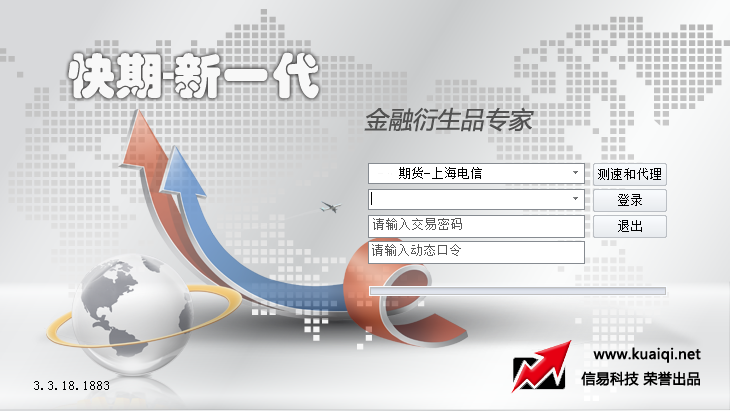 快期-新一代
金融衍生品专家
期货-上海电信
测速和代理
登录
请输入交易密码
退出
请输入动态口令
www.kuaiqi.net
信易科技 荣誉出品
3.3.18.1883